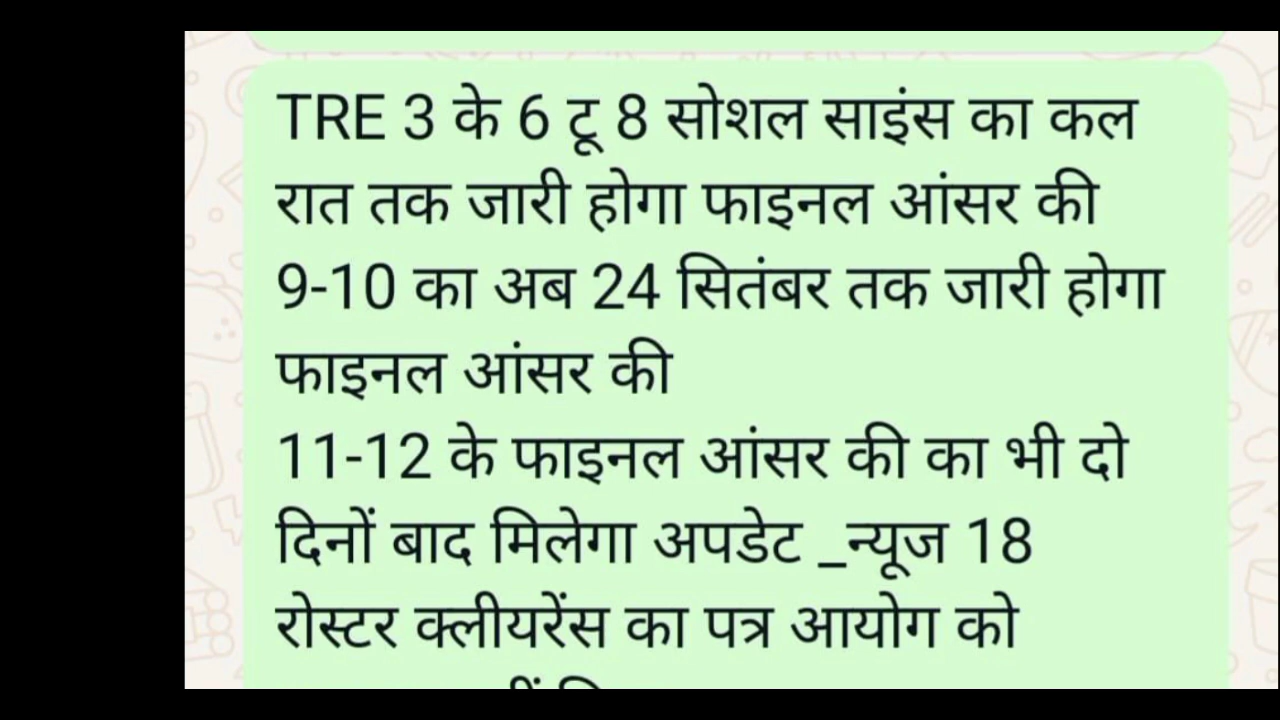 TRE 3 के 6 टू 8 सोशल साइंस का कल
रात तक जारी होगा फाइनल आंसर की
9-10 का अब 24 सितंबर तक जारी होगा
फाइनल आंसर की
11-12 के फाइनल आंसर की का भी दो
दिनों बाद मिलेगा अपडेट _न्यूज 18
रोस्टर क्लीयरेंस का पत्र आयोग को